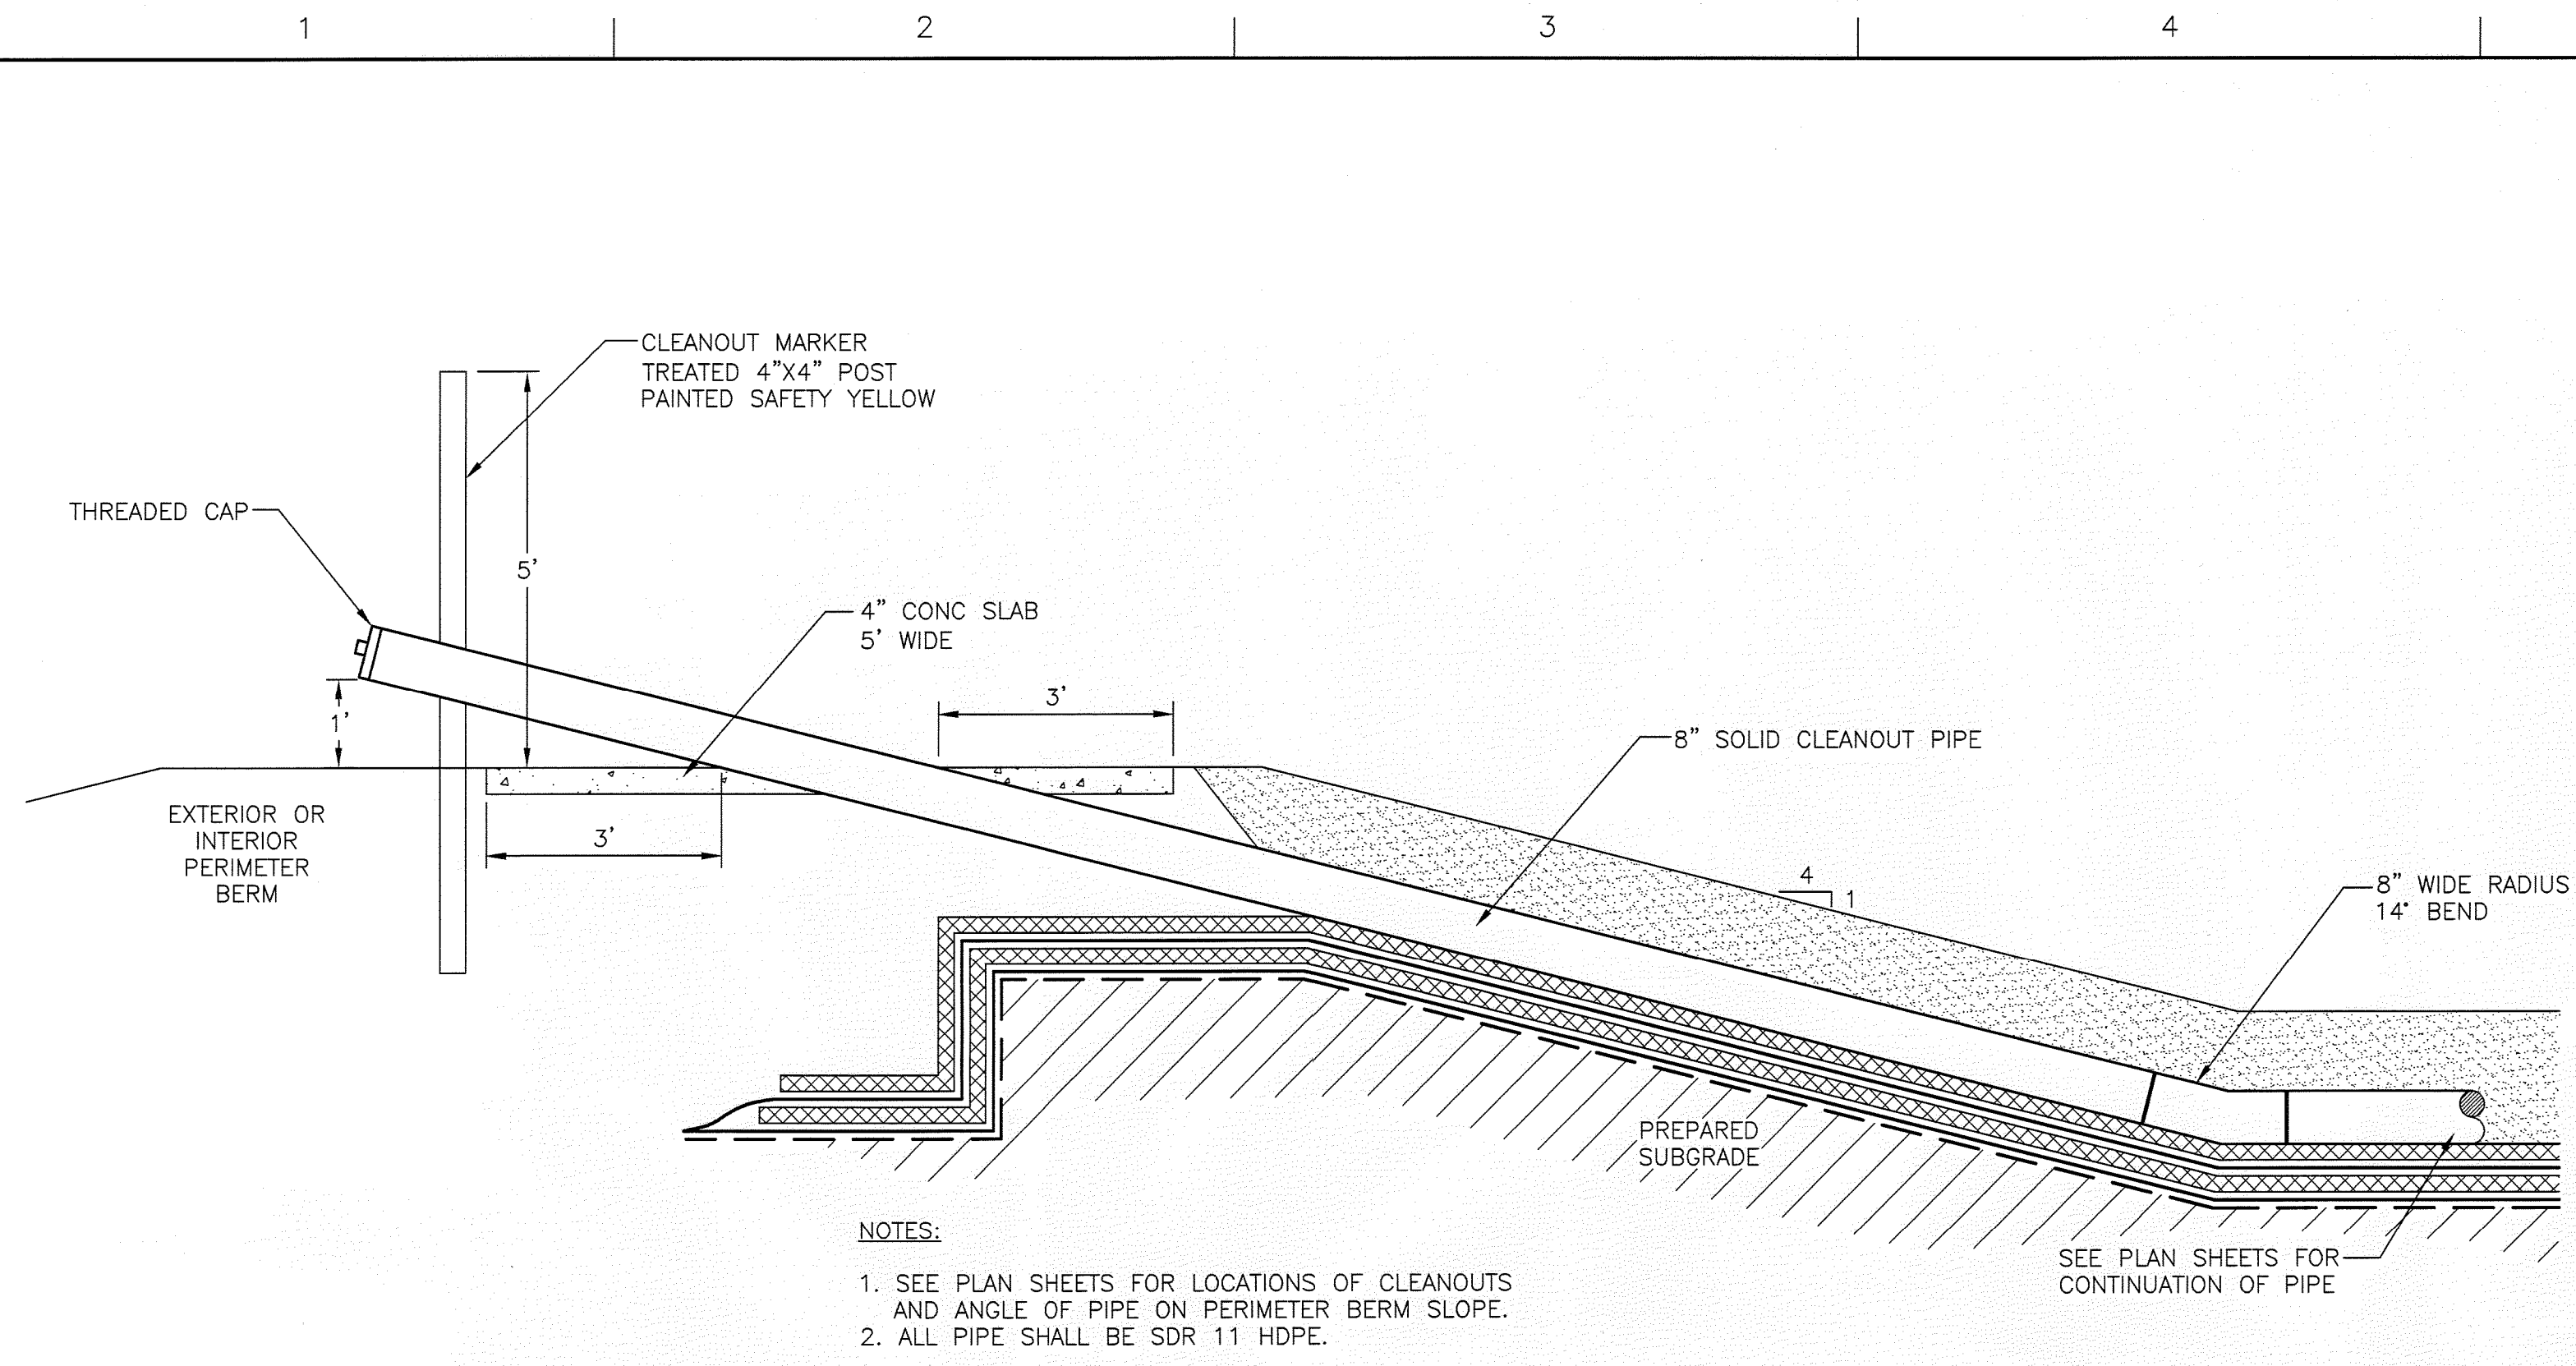 1 2 3 4
CLEANOUT MARKER
TREATED 4"X4" POST
PAINTED SAFETY YELLOW
THREADED CAP
5'
4" CONC SLAB
5' WIDE
1'
3'
8" SOLID CLEANOUT PIPE
EXTERIOR OR
INTERIOR
PERIMETER
BERM
3'
4
1
8" WIDE RADIUS
14° BEND
PREPARED
SUBGRADE
SEE PLAN SHEETS FOR
CONTINUATION OF PIPE
NOTES:
1. SEE PLAN SHEETS FOR LOCATIONS OF CLEANOUTS
AND ANGLE OF PIPE ON PERIMETER BERM SLOPE.
2. ALL PIPE SHALL BE SDR 11 HDPE.